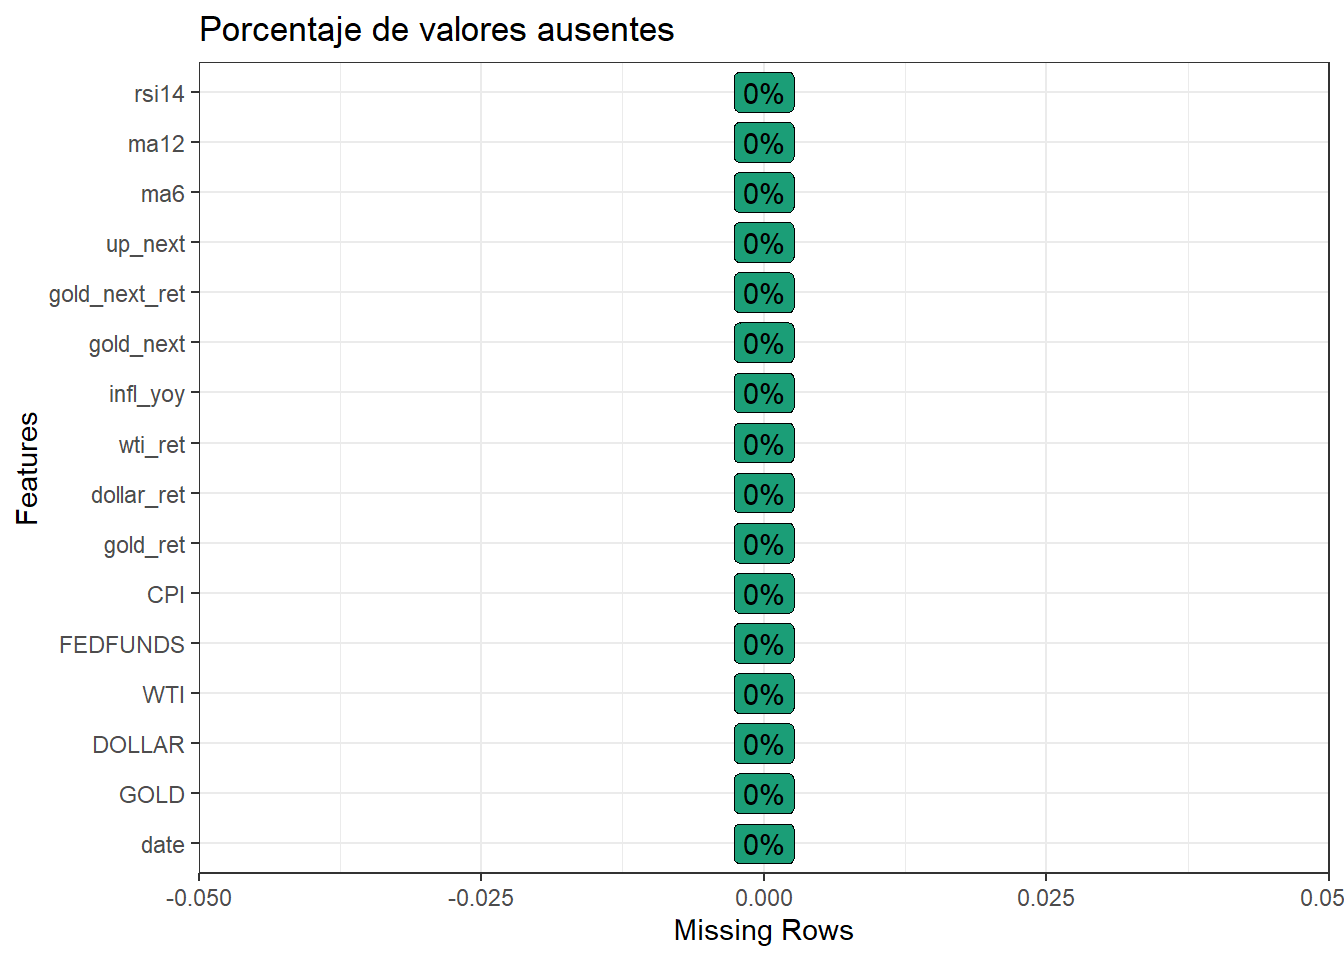 Porcentaje de valores ausentes
Features
rsi14 0%
ma12 0%
ma6 0%
up_next 0%
gold_next_ret 0%
gold_next 0%
infl_yoy 0%
wti_ret 0%
dollar_ret 0%
gold_ret 0%
CPI 0%
FEDFUNDS 0%
WTI 0%
DOLLAR 0%
GOLD 0%
date 0%
-0.050 -0.025 0.000 0.025 0.05
Missing Rows